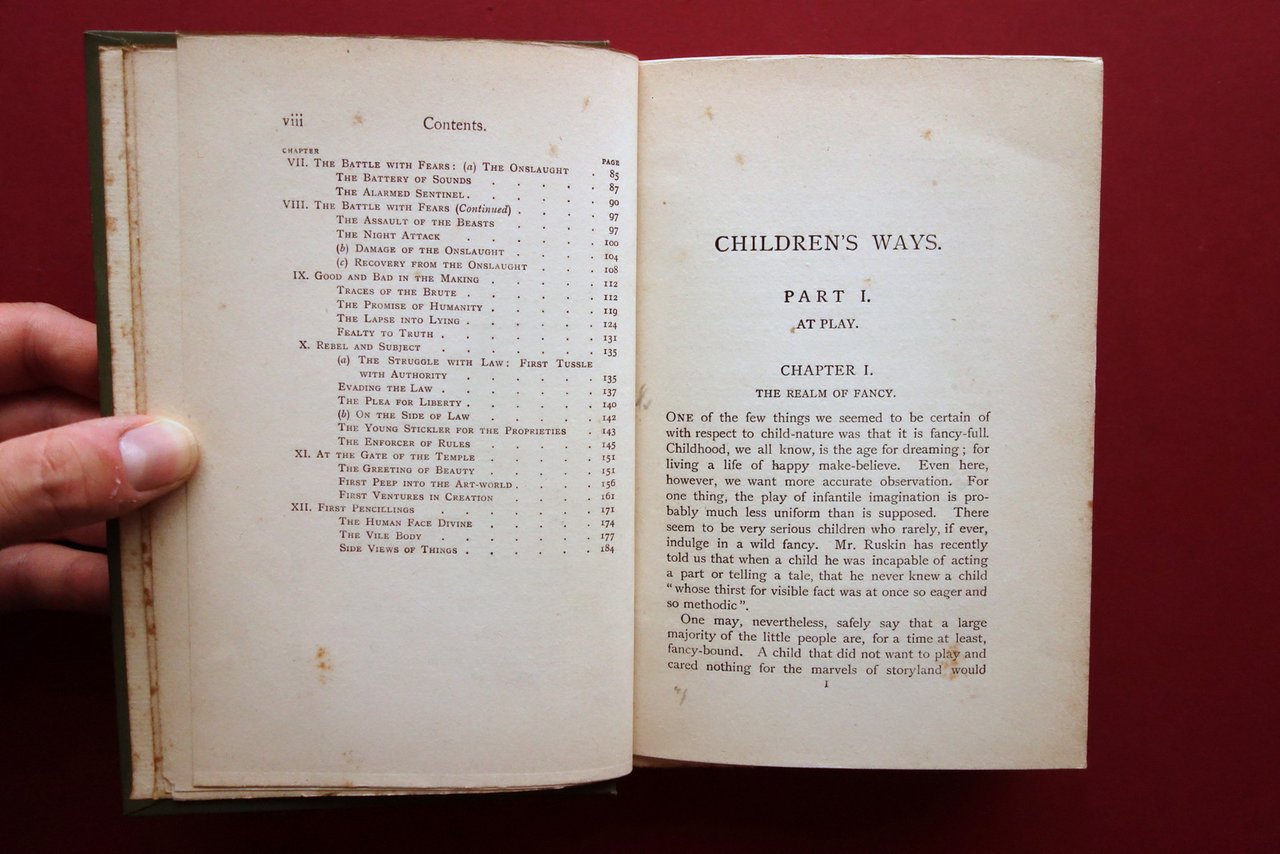 viii Contents.
CHAPTER PAGE
VII. THE BATTLE WITH FEARS: (a) THE ONSLAUGHT . 85
THE BATTERY OF SOUNDS . . . . . 87
THE ALARMED SENTINEL . . . . . . 90
VIII. THE BATTLE WITH FEARS (Continued) . . . . 97
THE ASSAULT OF THE BEASTS . . . . 97
THE NIGHT ATTACK . . . . . . 100
(b) DAMAGE OF THE ONSLAUGHT . . . . 104
(c) RECOVERY FROM THE ONSLAUGHT . . . 108
IX. GOOD AND BAD IN THE MAKING . . . . . 112
TRACES OF THE BRUTE . . . . . . 112
THE PROMISE OF HUMANITY . . . . . 119
THE LAPSE INTO LYING . . . . . . 124
FEALTY TO TRUTH . . . . . . . 131
X. REBEL AND SUBJECT . . . . . . . 135
(a) THE STRUGGLE WITH LAW: FIRST TUSSLE
WITH AUTHORITY . . . . . . 135
EVADING THE LAW . . . . . . . 137
THE PLEA FOR LIBERTY . . . . . . 140
(b) ON THE SIDE OF LAW . . . . . 142
THE YOUNG STICKLER FOR THE PROPRIETIES . 143
THE ENFORCER OF RULES . . . . . 145
XI. AT THE GATE OF THE TEMPLE . . . . . 151
THE GREETING OF BEAUTY . . . . . 151
FIRST PEEP INTO THE ART-WORLD . . . . 156
FIRST VENTURES IN CREATION . . . . 161
XII. FIRST PENCILLINGS . . . . . . . 171
THE HUMAN FACE DIVINE . . . . . 174
THE VILE BODY . . . . . . . 177
SIDE VIEWS OF THINGS . . . . . . 184
CHILDREN'S WAYS.
PART I.
AT PLAY.
CHAPTER I.
THE REALM OF FANCY.
ONE of the few things we seemed to be certain of
with respect to child-nature was that it is fancy-full.
Childhood, we all know, is the age for dreaming; for
living a life of happy make-believe. Even here,
however, we want more accurate observation. For
one thing, the play of infantile imagination is pro-
bably much less uniform than is supposed. There
seem to be very serious children who rarely, if ever,
indulge in a wild fancy. Mr. Ruskin has recently
told us that when a child he was incapable of acting
a part or telling a tale, that he never knew a child
"whose thirst for visible fact was at once so eager and
so methodic".
One may, nevertheless, safely say that a large
majority of the little people are, for a time at least,
fancy-bound. A child that did not want to play and
cared nothing for the marvels of storyland would
1